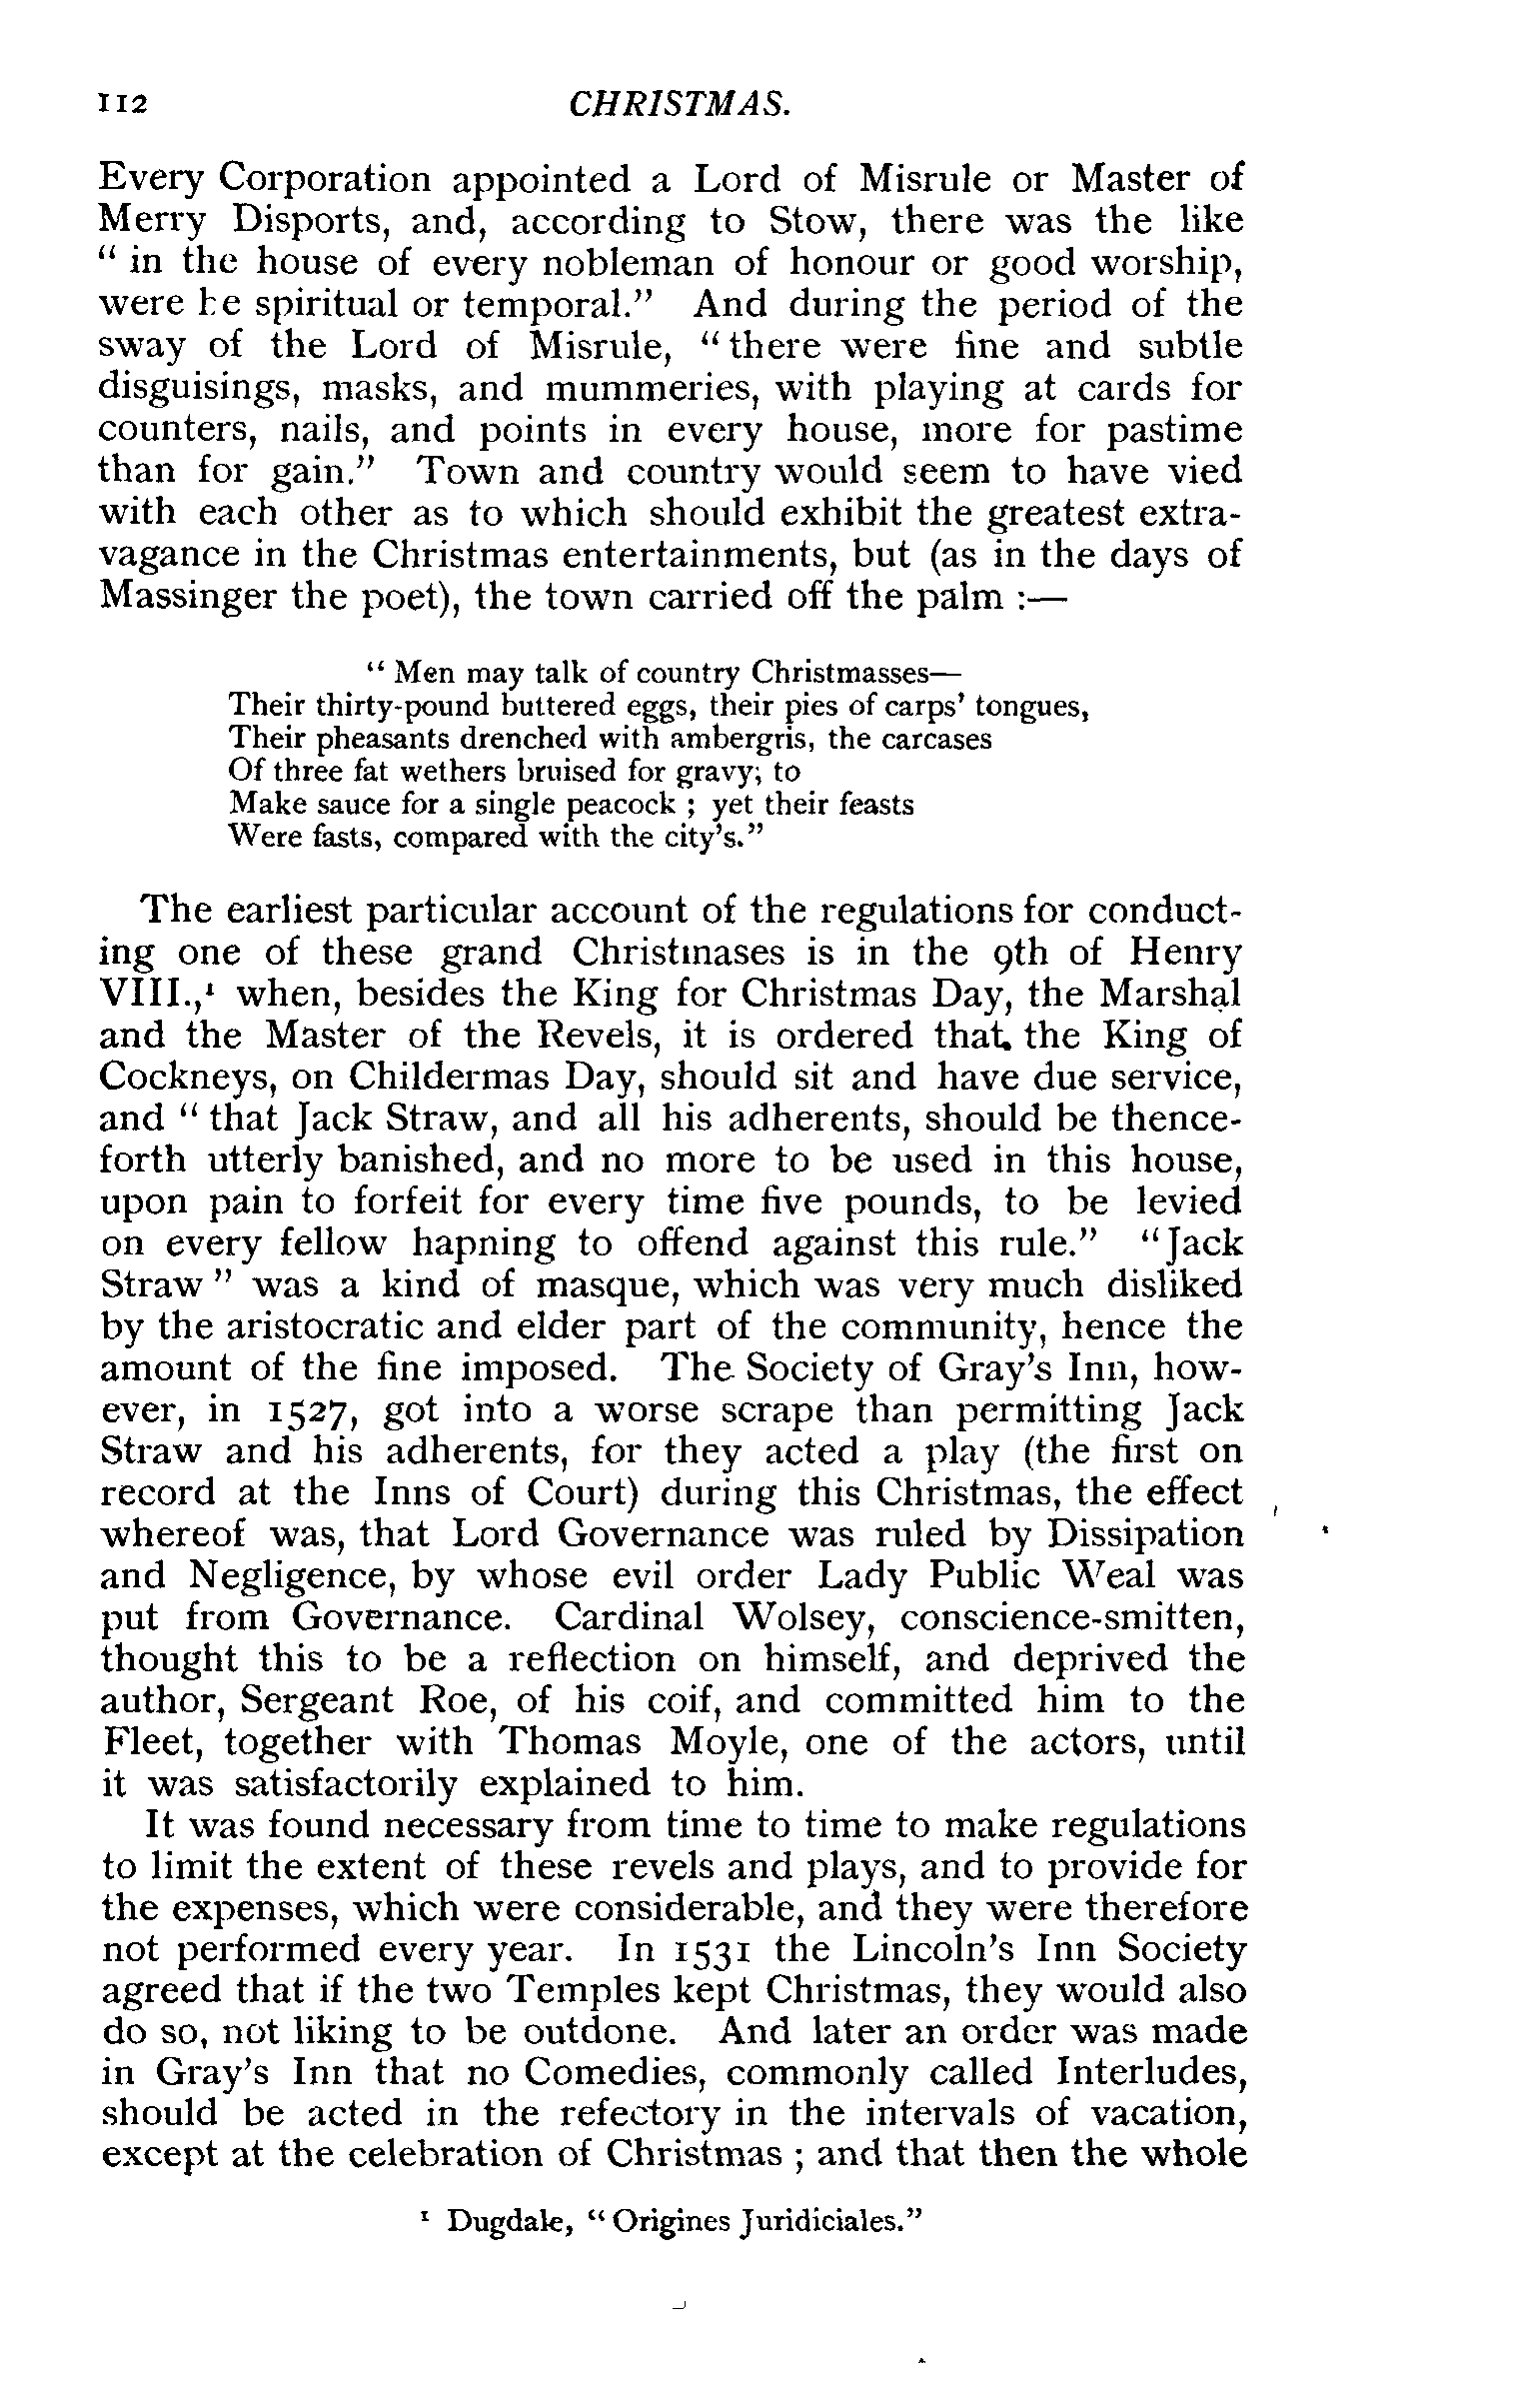 112 CHRISTMAS.
Every Corporation appointed a Lord of Misrule or Master of
Merry Disports, and, according to Stow, there was the like
“ in the house of every nobleman of honour or good worship,
were he spiritual or temporal.” And during the period of the
sway of the Lord of Misrule, “ there were fine and subtle
disguisings, masks, and mummeries, with playing at cards for
counters, nails, and points in every house, more for pastime
than for gain.” Town and country would seem to have vied
with each other as to which should exhibit the greatest extra-
vagance in the Christmas entertainments, but (as in the days of
Massinger the poet), the town carried off the palm :—
“ Men may talk of country Christmasses—
Their thirty-pound buttered eggs, their pies of carps’ tongues,
Their pheasants drenched with ambergris, the carcases
Of three fat wethers bruised for gravy; to
Make sauce for a single peacock ; yet their feasts
Were fasts, compared with the city’s.”
The earliest particular account of the regulations for conduct-
ing one of these grand Christmases is in the 9th of Henry
VIII.,¹ when, besides the King for Christmas Day, the Marshal
and the Master of the Revels, it is ordered that the King of
Cockneys, on Childermas Day, should sit and have due service,
and “ that Jack Straw, and all his adherents, should be thence-
forth utterly banished, and no more to be used in this house,
upon pain to forfeit for every time five pounds, to be levied
on every fellow hapning to offend against this rule.” “Jack
Straw ” was a kind of masque, which was very much disliked
by the aristocratic and elder part of the community, hence the
amount of the fine imposed. The Society of Gray’s Inn, how-
ever, in 1527, got into a worse scrape than permitting Jack
Straw and his adherents, for they acted a play (the first on
record at the Inns of Court) during this Christmas, the effect
whereof was, that Lord Governance was ruled by Dissipation
and Negligence, by whose evil order Lady Public Weal was
put from Governance. Cardinal Wolsey, conscience-smitten,
thought this to be a reflection on himself, and deprived the
author, Sergeant Roe, of his coif, and committed him to the
Fleet, together with Thomas Moyle, one of the actors, until
it was satisfactorily explained to him.
It was found necessary from time to time to make regulations
to limit the extent of these revels and plays, and to provide for
the expenses, which were considerable, and they were therefore
not performed every year. In 1531 the Lincoln’s Inn Society
agreed that if the two Temples kept Christmas, they would also
do so, not liking to be outdone. And later an order was made
in Gray’s Inn that no Comedies, commonly called Interludes,
should be acted in the refectory in the intervals of vacation,
except at the celebration of Christmas ; and that then the whole
¹ Dugdale, “ Origines Juridiciales.”